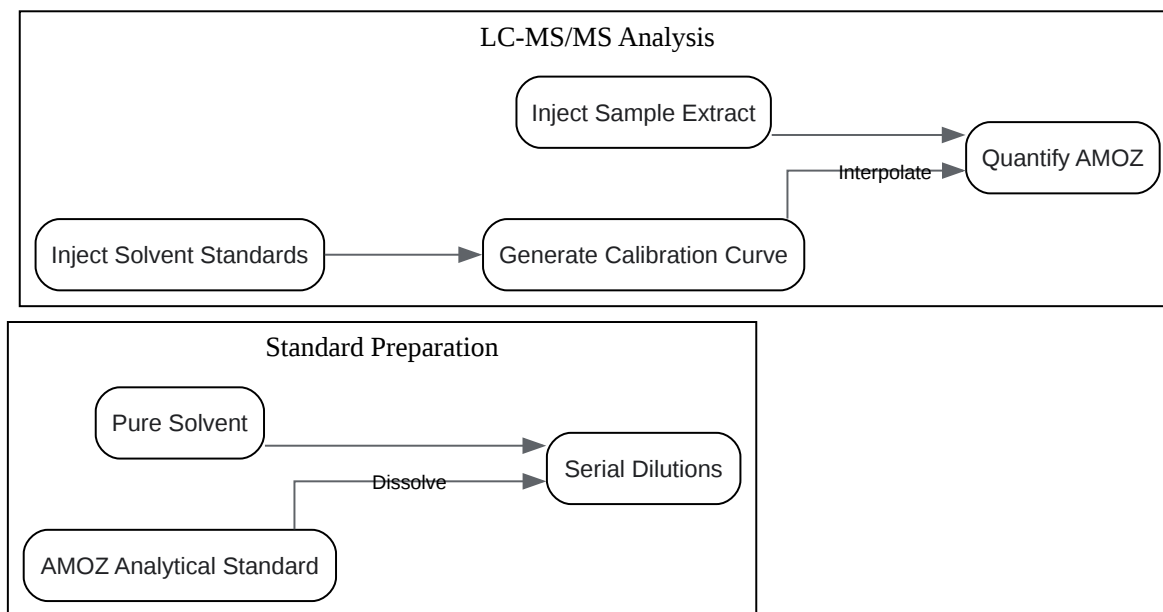 LC-MS/MS Analysis
Inject Sample Extract
Quantify AMOZ
Interpolate
Inject Solvent Standards
Generate Calibration Curve
Standard Preparation
Pure Solvent
Serial Dilutions
Dissolve
AMOZ Analytical Standard